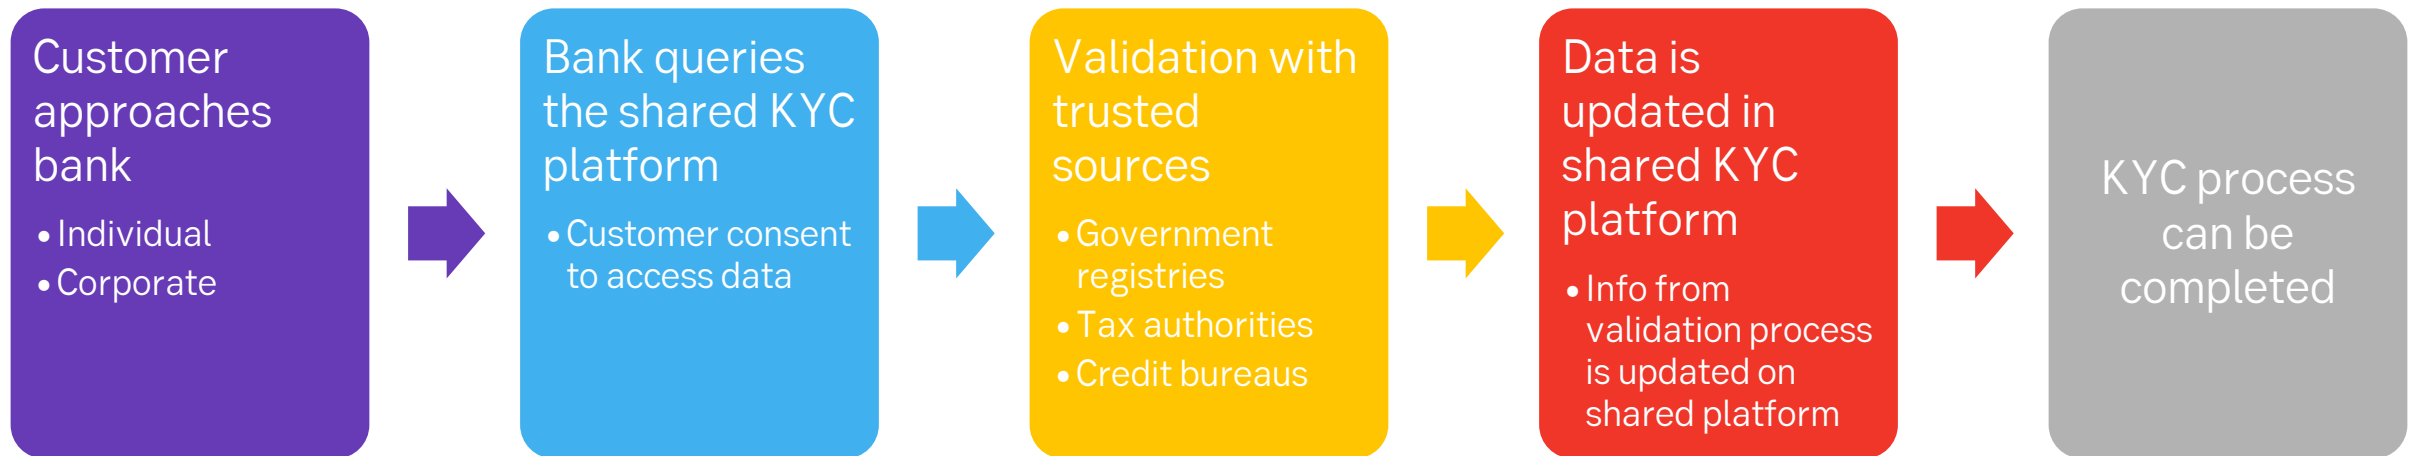 Customer
approaches
bank
• Individual
• Corporate
Bank queries
the shared KYC
platform
• Customer consent
to access data
Validation with
trusted
sources
• Government
registries
• Tax authorities
• Credit bureaus
Data is
updated in
shared KYC
platform
• Info from
validation process
is updated on
shared platform
KYC process
can be
completed